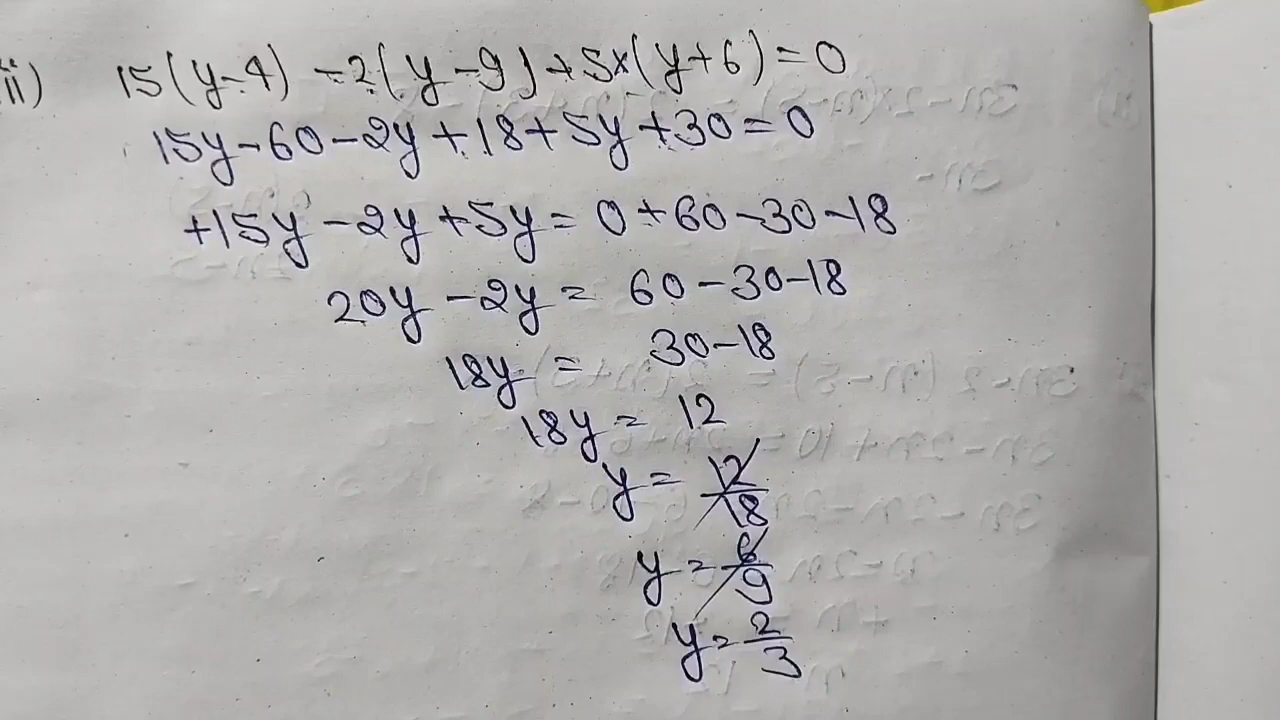 ii) 15(y-4) -2(y-9)+5×(y+6)=0
15y-60-2y+18+5y+30=0
+15y-2y+5y=0+60-30-18
20y-2y= 60-30-18
18y= 30-18
18y= 12
y= 12/18
y= 6/9
y= 2/3